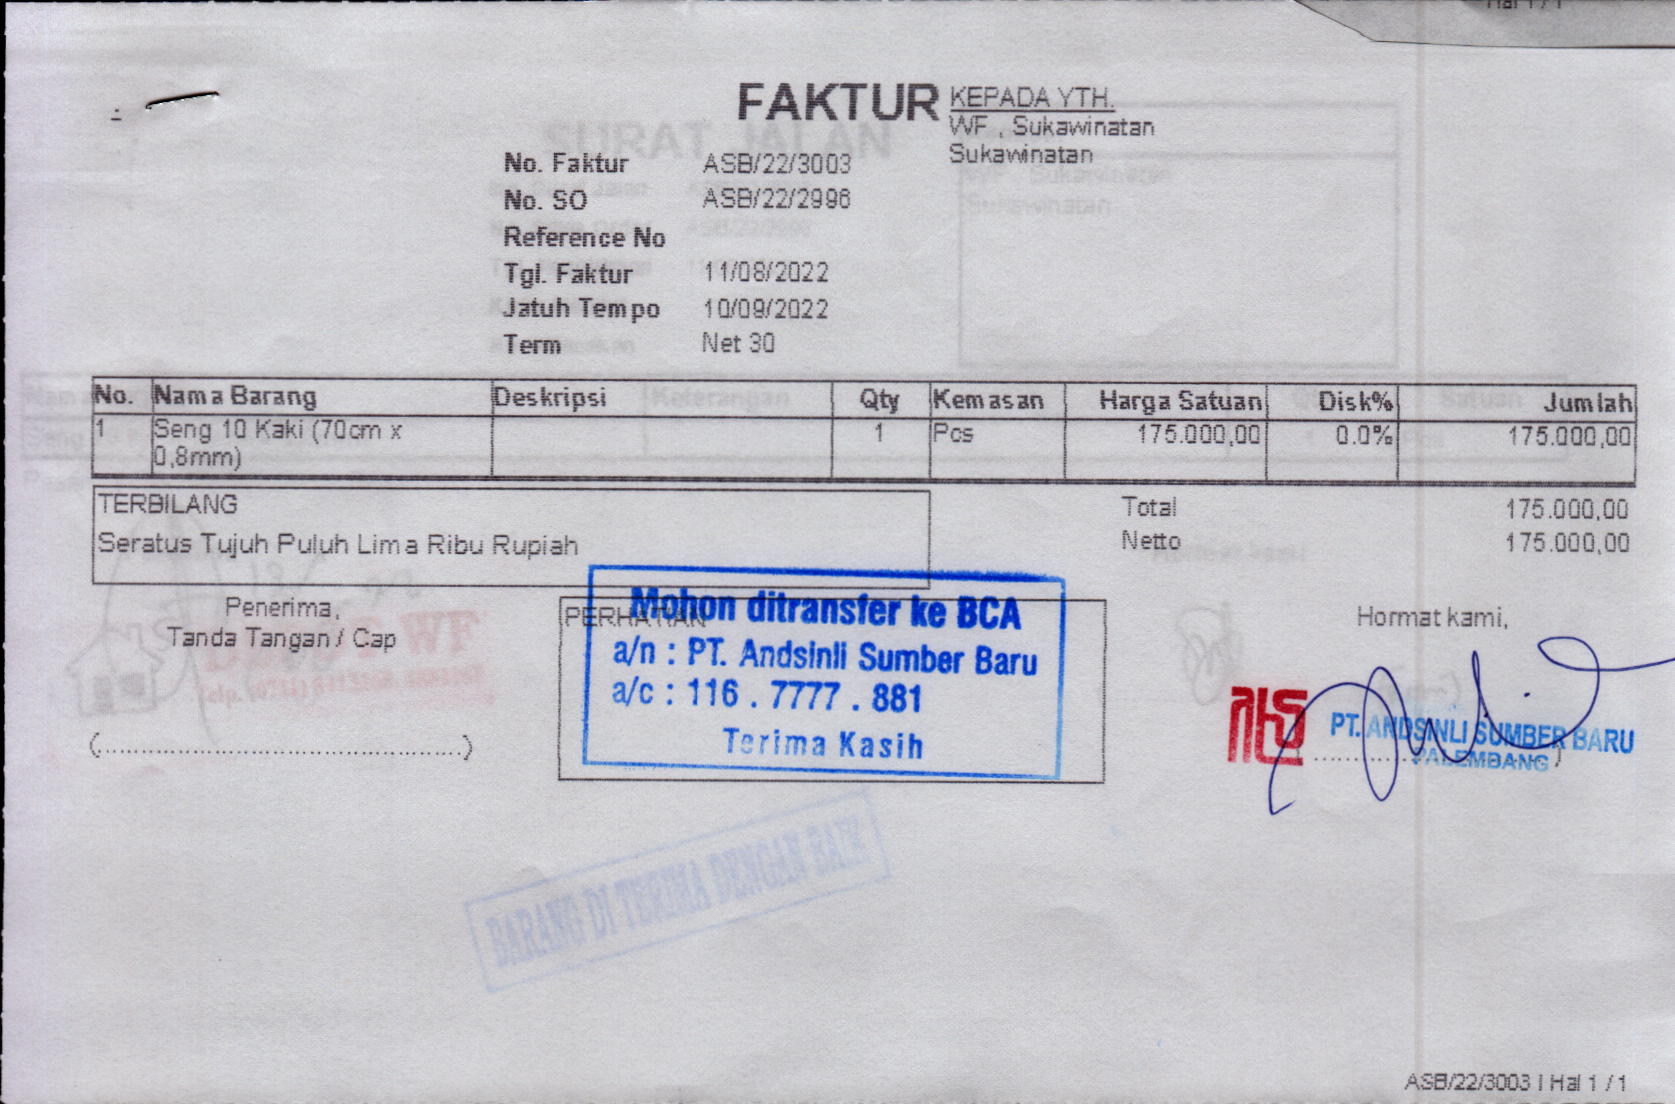 Hal 1 / 1
FAKTUR
KEPADA YTH.
WF , Sukawinatan
Sukawinatan
No. Faktur ASB/22/3003
No. SO ASB/22/2996
Reference No
Tgl. Faktur 11/08/2022
Jatuh Tempo 10/09/2022
Term Net 30
No. Nama Barang Deskripsi Qty Kemasan Harga Satuan Disk% Jumlah
1 Seng 10 Kaki (70cm x 1 Pcs 175.000,00 0.0% 175.000,00
0,8mm)
TERBILANG
Seratus Tujuh Puluh Lima Ribu Rupiah
Total 175.000,00
Netto 175.000,00
Penerima,
Tanda Tangan / Cap
PERHATIAN
Mohon ditransfer ke BCA
a/n : PT. Andsinli Sumber Baru
a/c : 116 . 7777 . 881
Terima Kasih
Hormat kami,
PT. ANDSINLI SUMBER BARU
PALEMBANG
BARANG DI TERIMA DENGAN BAIK
SURAT JALAN
ASB/22/3003 | Hal 1 / 1